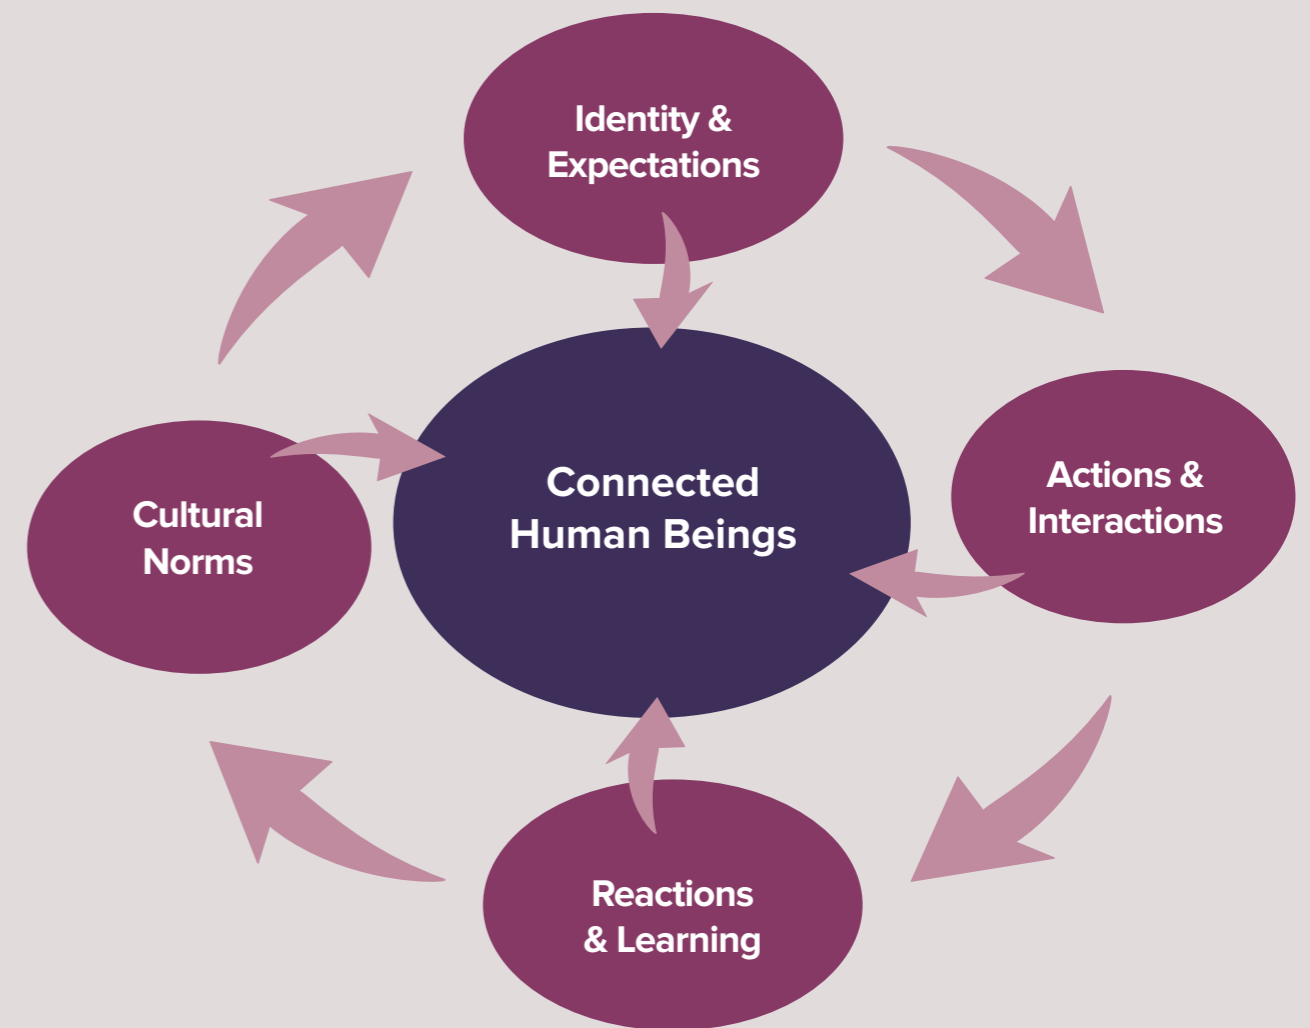 Identity &
Expectations
Connected
Human Beings
Actions &
Interactions
Cultural
Norms
Reactions
& Learning